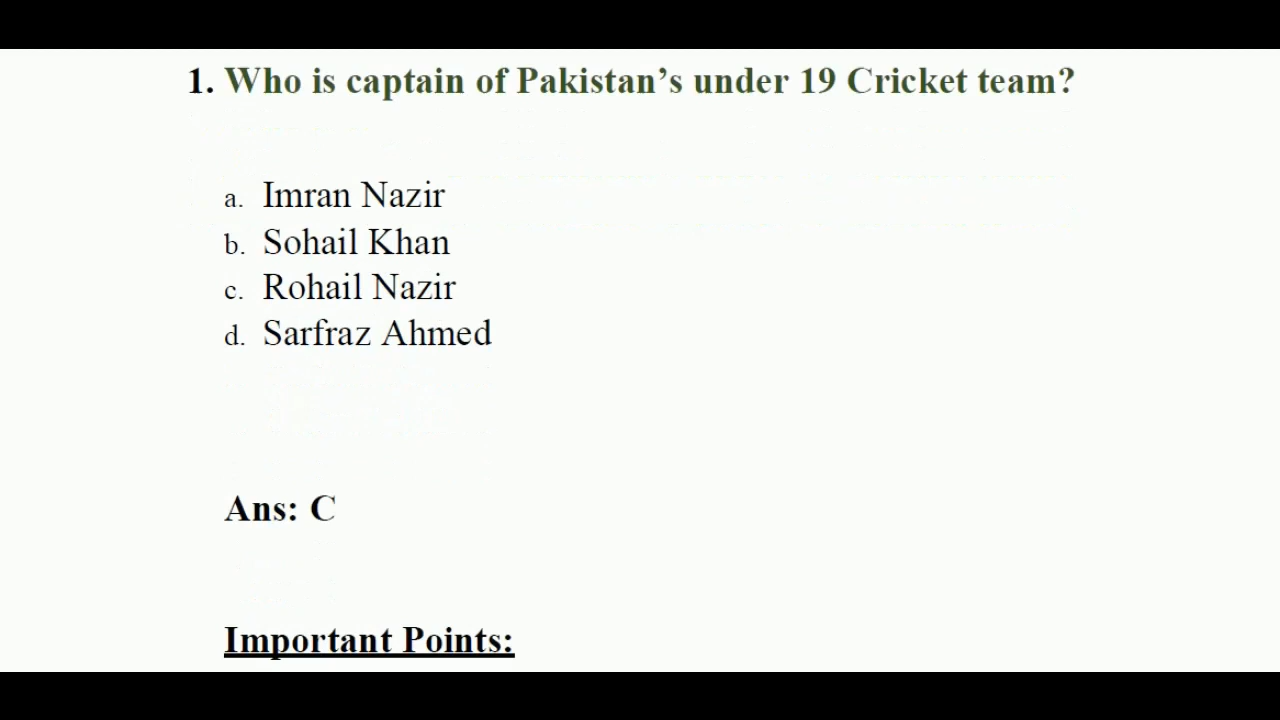 1. Who is captain of Pakistan’s under 19 Cricket team?
a. Imran Nazir
b. Sohail Khan
c. Rohail Nazir
d. Sarfraz Ahmed
Ans: C
Important Points: